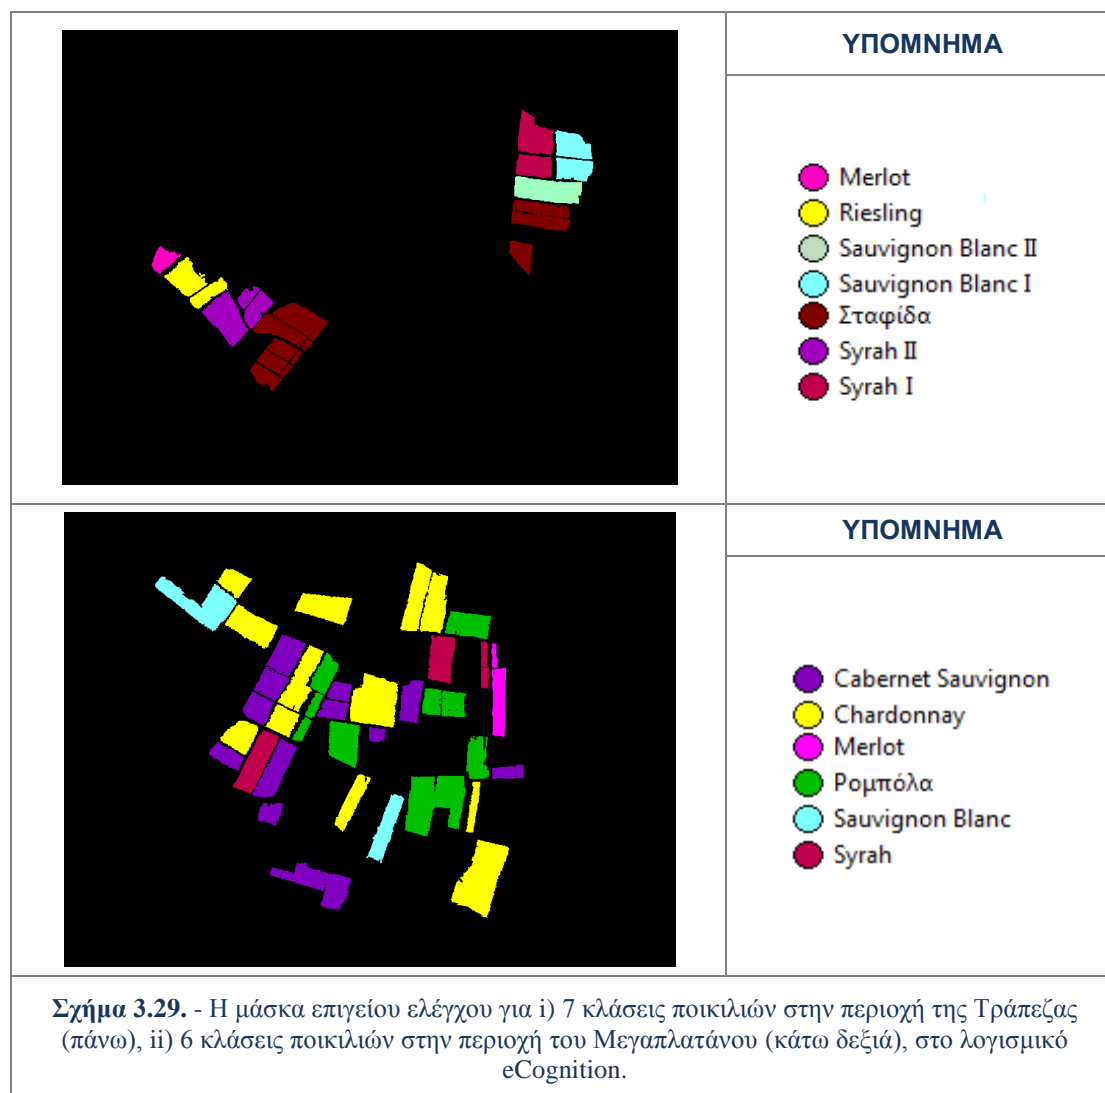 ΥΠΟΜΝΗΜΑ
Merlot
Riesling
Sauvignon Blanc II
Sauvignon Blanc I
Σταφίδα
Syrah II
Syrah I
ΥΠΟΜΝΗΜΑ
Cabernet Sauvignon
Chardonnay
Merlot
Ρομπόλα
Sauvignon Blanc
Syrah
Σχήμα 3.29. - Η μάσκα επιγείου ελέγχου για i) 7 κλάσεις ποικιλιών στην περιοχή της Τράπεζας
(πάνω), ii) 6 κλάσεις ποικιλιών στην περιοχή του Μεγαπλατάνου (κάτω δεξιά), στο λογισμικό
eCognition.